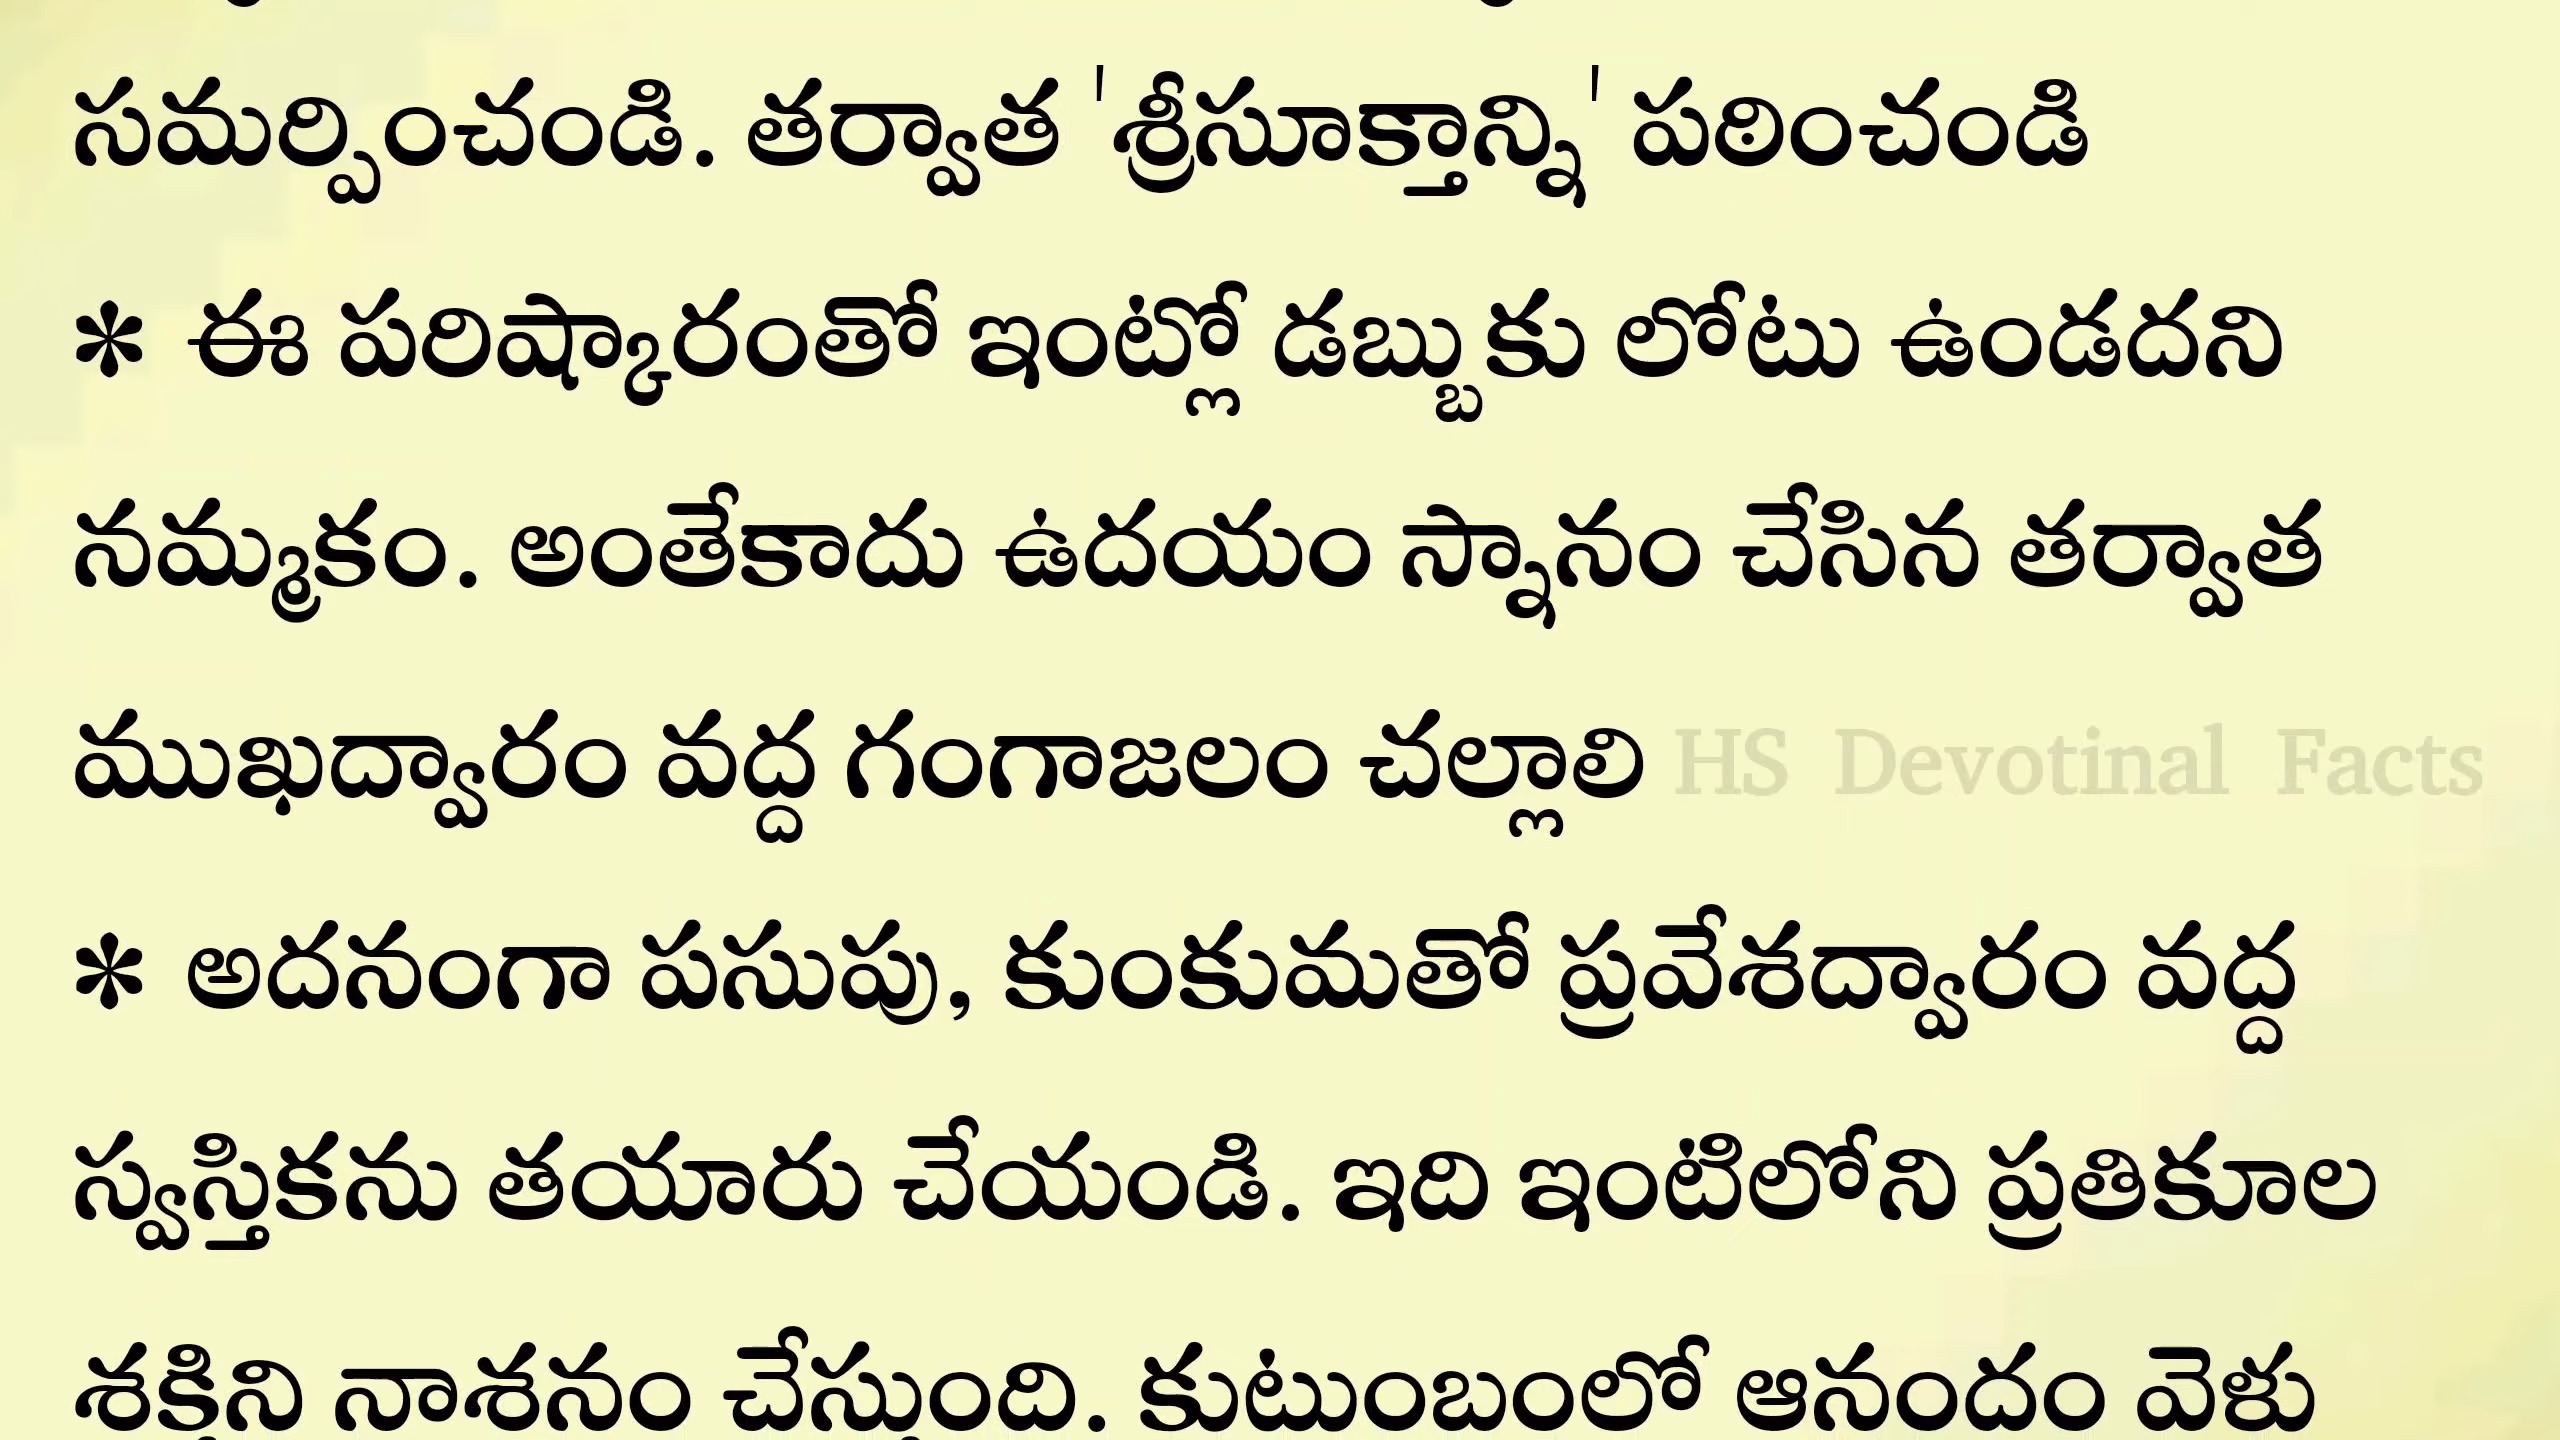 సమర్పించండి. తర్వాత 'శ్రీసూక్తాన్ని' పఠించండి
* ఈ పరిష్కారంతో ఇంట్లో డబ్బుకు లోటు ఉండదని
నమ్మకం. అంతేకాదు ఉదయం స్నానం చేసిన తర్వాత
ముఖద్వారం వద్ద గంగాజలం చల్లాలి HS Devotinal Facts
* అదనంగా పసుపు, కుంకుమతో ప్రవేశద్వారం వద్ద
స్వస్తికను తయారు చేయండి. ఇది ఇంటిలోని ప్రతికూల
శక్తిని నాశనం చేస్తుంది. కుటుంబంలో ఆనందం